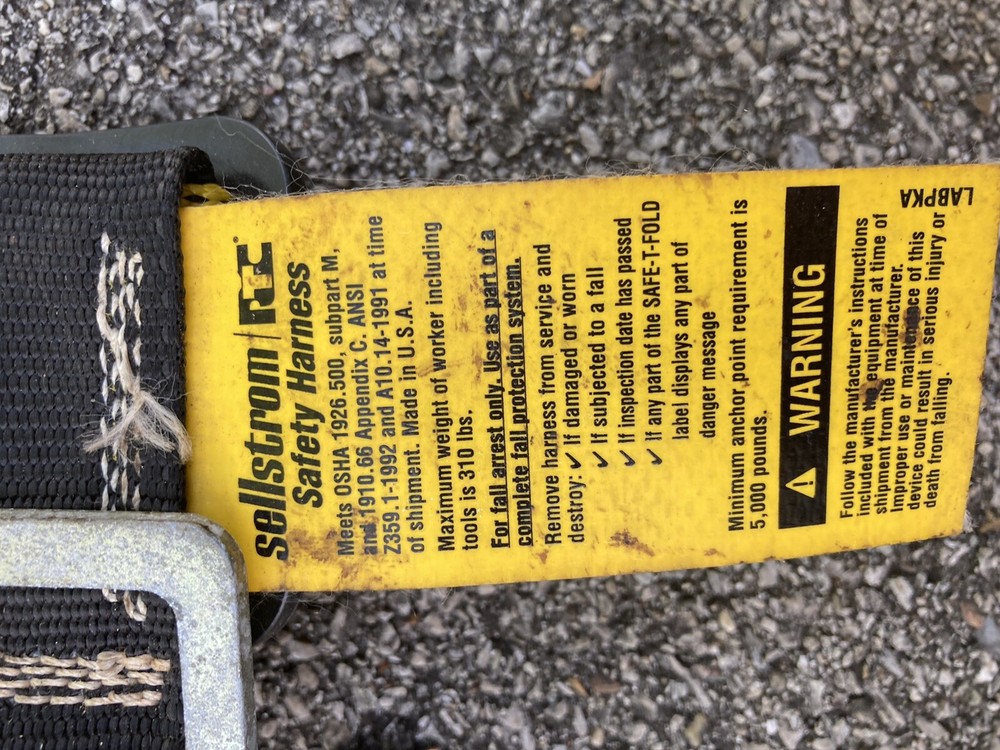 Sellstrom | RTC®
Safety Harness
Meets OSHA 1926.500, subpart M,
and 1910.66 Appendix C. ANSI
Z359.1-1992 and A10.14-1991 at time
of shipment. Made in U.S.A.
Maximum weight of worker including
tools is 310 lbs.
For fall arrest only. Use as part of a
complete fall protection system.
Remove harness from service and
destroy: ✓ If damaged or worn
✓ If subjected to a fall
✓ If inspection date has passed
✓ If any part of the SAFE-T-FOLD
label displays any part of
danger message
Minimum anchor point requirement is
5,000 pounds.
WARNING
Follow the manufacturer's instructions
included with the equipment at time of
shipment from the manufacturer.
Improper use or maintenance of this
device could result in serious injury or
death from falling.
LABPKA